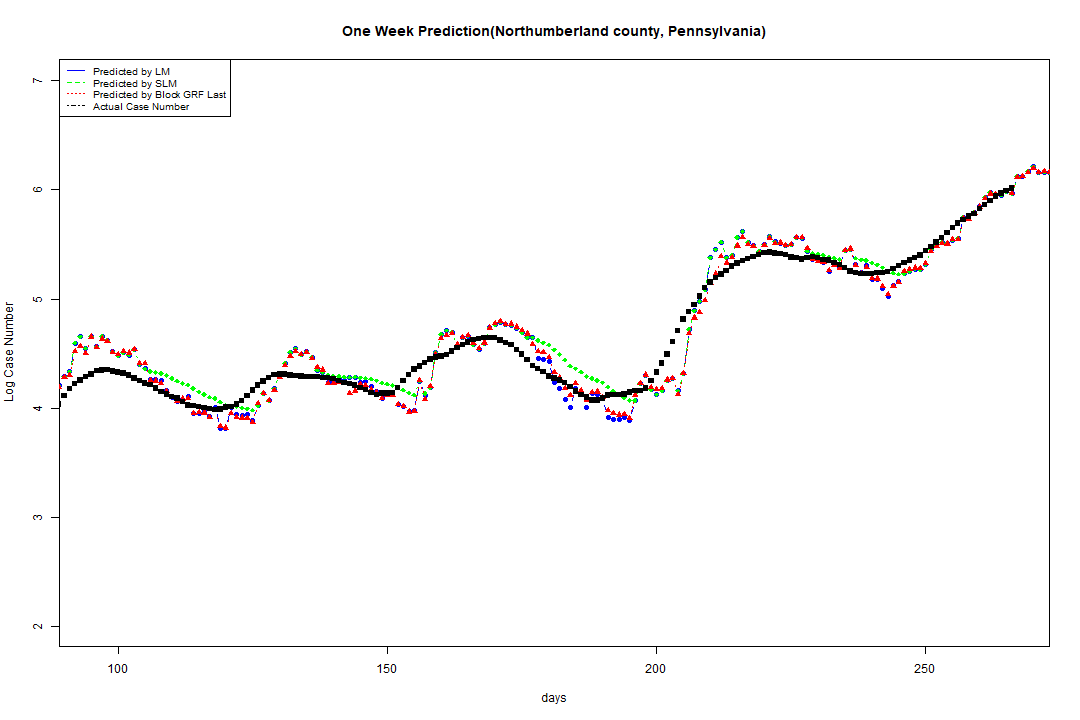 One Week Prediction(Northumberland county, Pennsylvania)
Predicted by LM
Predicted by SLM
Predicted by Block GRF Last
Actual Case Number
7
6
5
4
3
2
Log Case Number
100 150 200 250
days